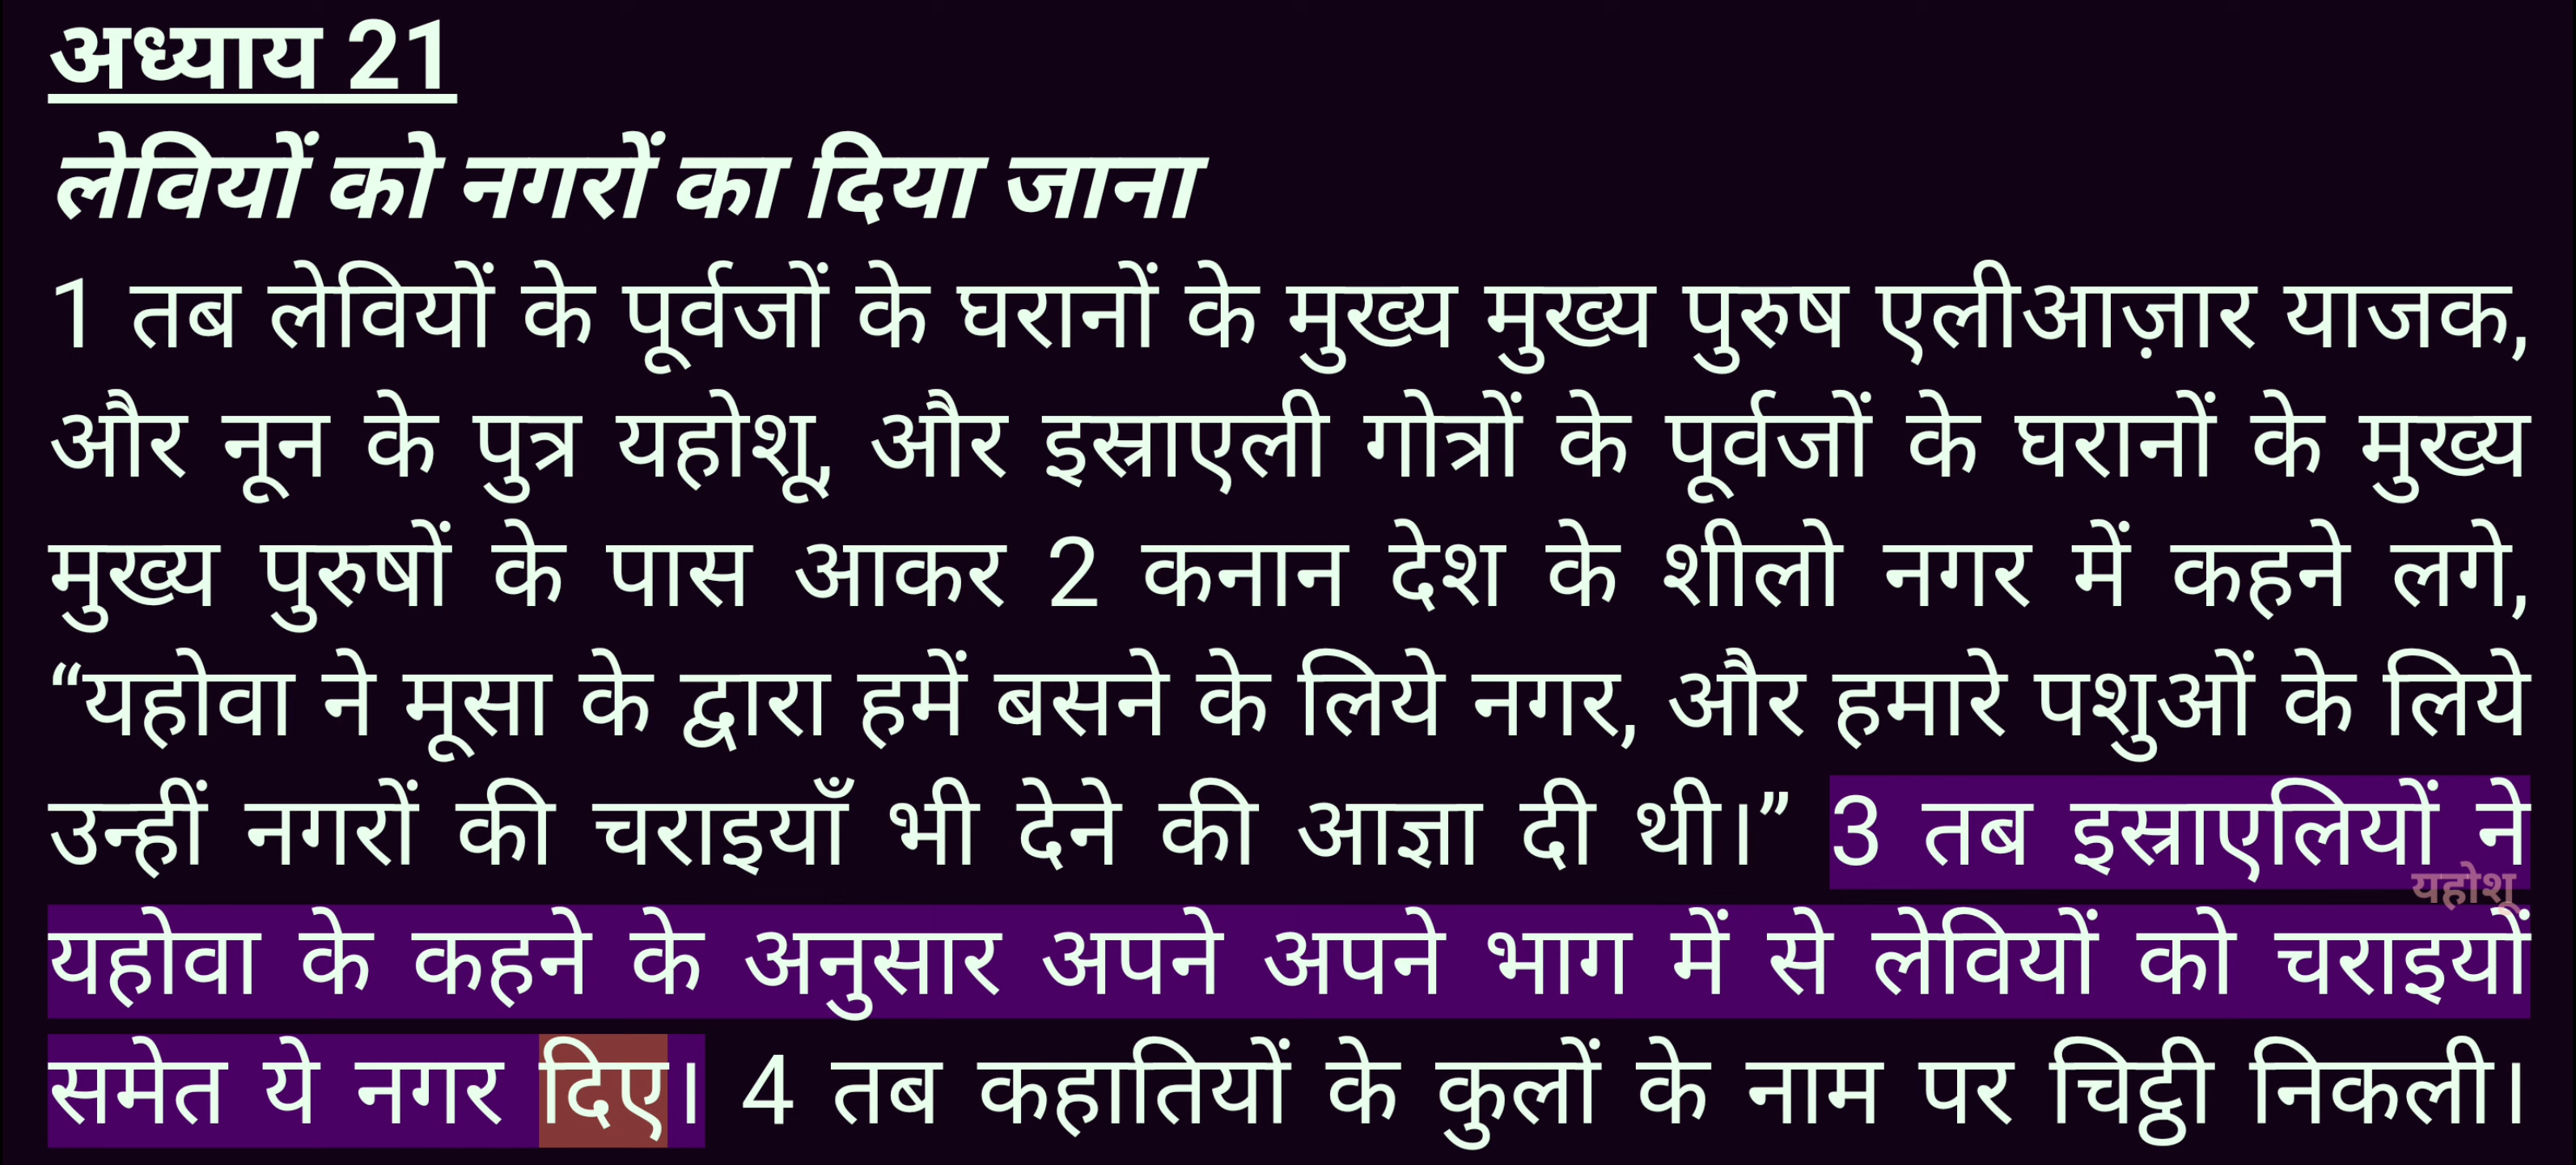 अध्याय 21
लेवियों को नगरों का दिया जाना
1 तब लेवियों के पूर्वजों के घरानों के मुख्य मुख्य पुरुष एलीआज़ार याजक,
और नून के पुत्र यहोशू, और इस्राएली गोत्रों के पूर्वजों के घरानों के मुख्य
मुख्य पुरुषों के पास आकर 2 कनान देश के शीलो नगर में कहने लगे,
“यहोवा ने मूसा के द्वारा हमें बसने के लिये नगर, और हमारे पशुओं के लिये
उन्हीं नगरों की चराइयाँ भी देने की आज्ञा दी थी।” 3 तब इस्राएलियों ने
यहोशू
यहोवा के कहने के अनुसार अपने अपने भाग में से लेवियों को चराइयों
समेत ये नगर दिए। 4 तब कहातियों के कुलों के नाम पर चिट्ठी निकली।